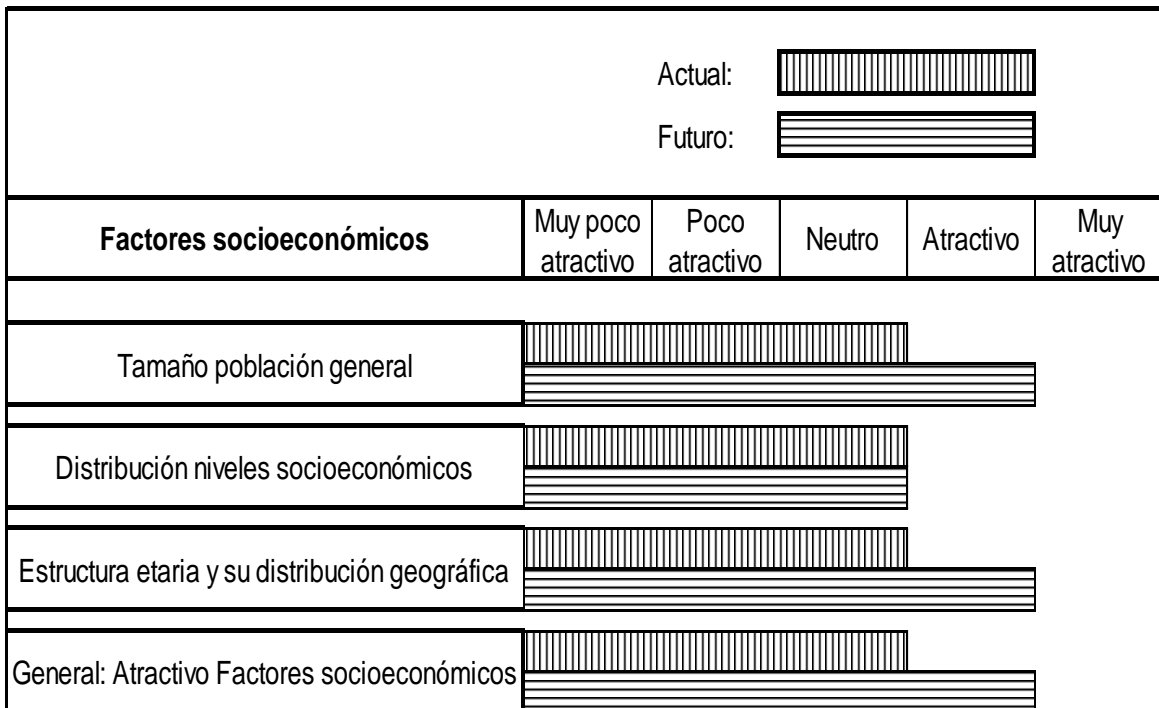 Actual:
Futuro:
Factores socioeconómicos
Muy poco
atractivo
Poco
atractivo
Neutro
Atractivo
Muy
atractivo
Tamaño población general
Distribución niveles socioeconómicos
Estructura etaria y su distribución geográfica
General: Atractivo Factores socioeconómicos